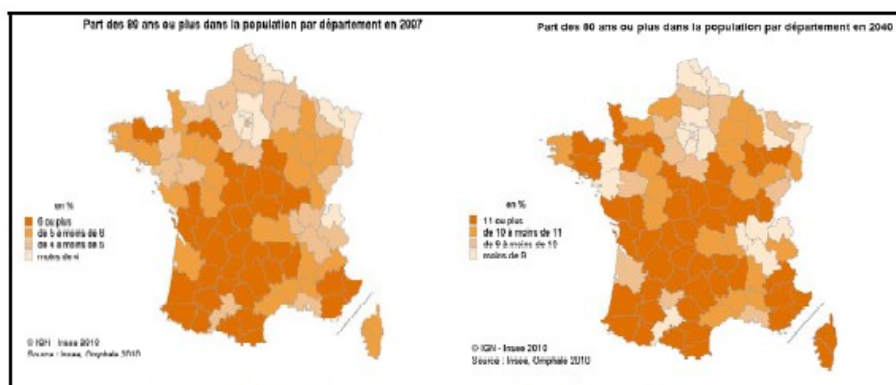 Part des 80 ans ou plus dans la population par département en 2007
Part des 80 ans ou plus dans la population par département en 2040
en %
6 ou plus
de 5 à moins de 6
de 4 à moins de 5
moins de 4
© IGN - Insee 2010
Source : Insee, Omphale 2010
en %
11 ou plus
de 10 à moins de 11
de 9 à moins de 10
moins de 9
© IGN - Insee 2010
Source : Insee, Omphale 2010